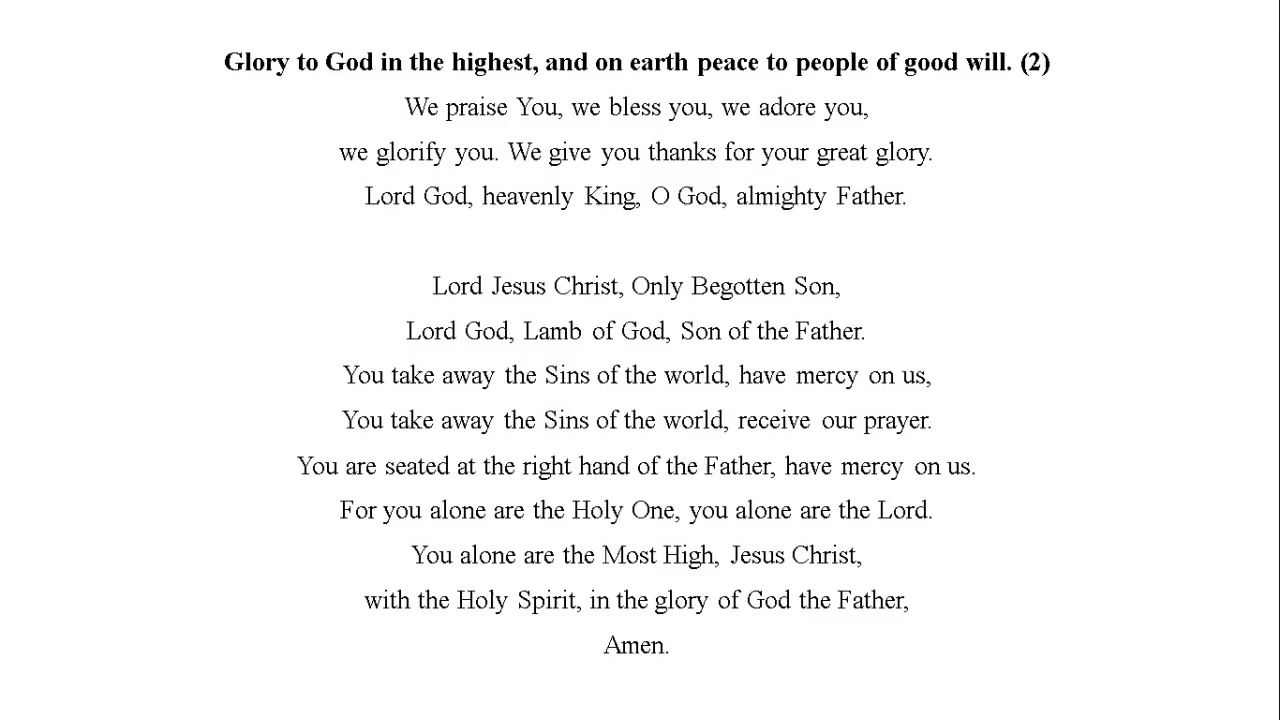 Glory to God in the highest, and on earth peace to people of good will. (2)
We praise You, we bless you, we adore you,
we glorify you. We give you thanks for your great glory.
Lord God, heavenly King, O God, almighty Father.
Lord Jesus Christ, Only Begotten Son,
Lord God, Lamb of God, Son of the Father.
You take away the Sins of the world, have mercy on us,
You take away the Sins of the world, receive our prayer.
You are seated at the right hand of the Father, have mercy on us.
For you alone are the Holy One, you alone are the Lord.
You alone are the Most High, Jesus Christ,
with the Holy Spirit, in the glory of God the Father,
Amen.